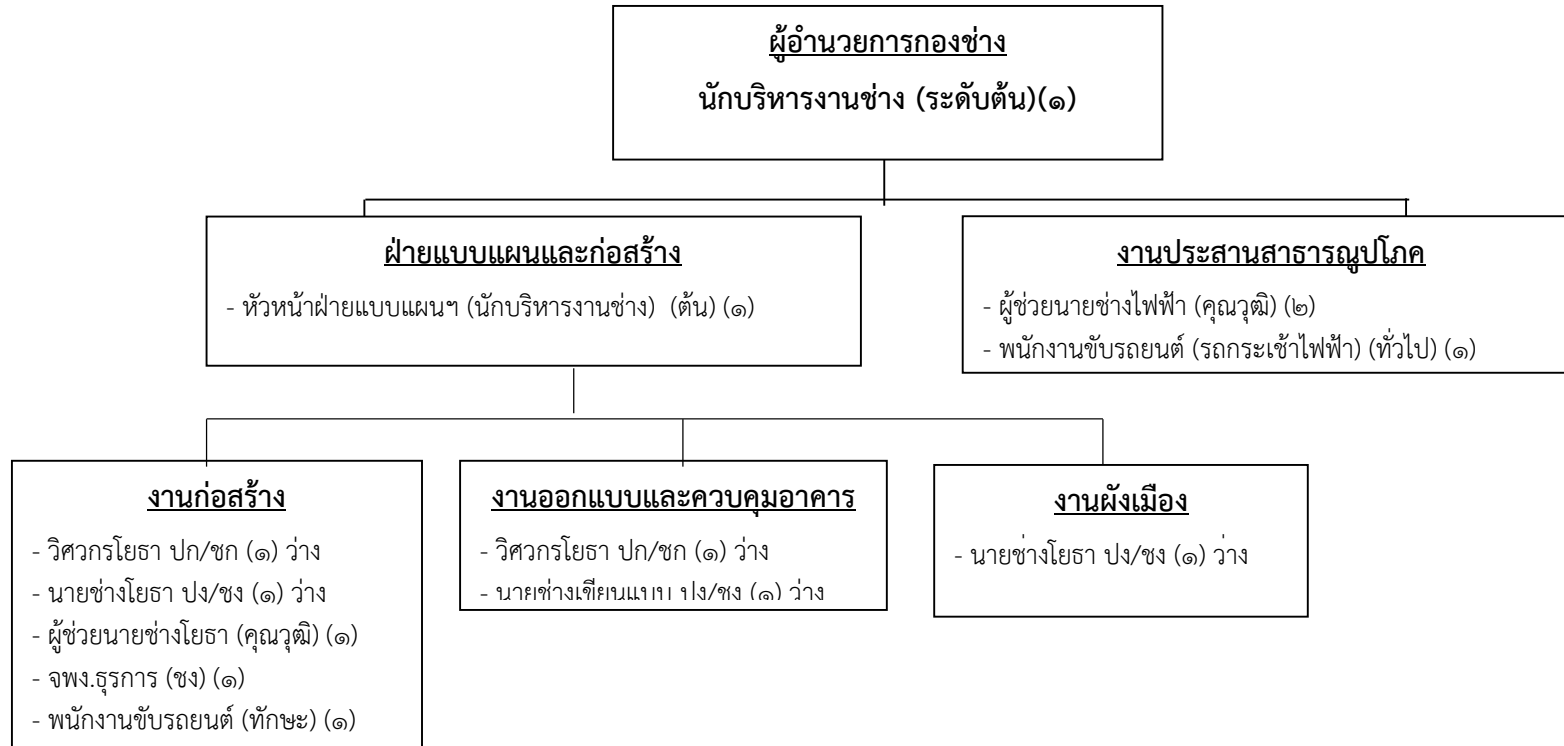 ผู้อำนวยการกองช่าง
นักบริหารงานช่าง (ระดับต้น)(๑)
ฝ่ายแบบแผนและก่อสร้าง
- หัวหน้าฝ่ายแบบแผนฯ (นักบริหารงานช่าง) (ต้น) (๑)
งานประสานสาธารณูปโภค
- ผู้ช่วยนายช่างไฟฟ้า (คุณวุฒิ) (๒)
- พนักงานขับรถยนต์ (รถกระเช้าไฟฟ้า) (ทั่วไป) (๑)
งานก่อสร้าง
- วิศวกรโยธา ปก/ชก (๑) ว่าง
- นายช่างโยธา ปง/ชง (๑) ว่าง
- ผู้ช่วยนายช่างโยธา (คุณวุฒิ) (๑)
- จพง.ธุรการ (ชง) (๑)
- พนักงานขับรถยนต์ (ทักษะ) (๑)
งานออกแบบและควบคุมอาคาร
- วิศวกรโยธา ปก/ชก (๑) ว่าง
- นายช่างเขียนแบบ ปง/ชง (๑) ว่าง
งานผังเมือง
- นายช่างโยธา ปง/ชง (๑) ว่าง